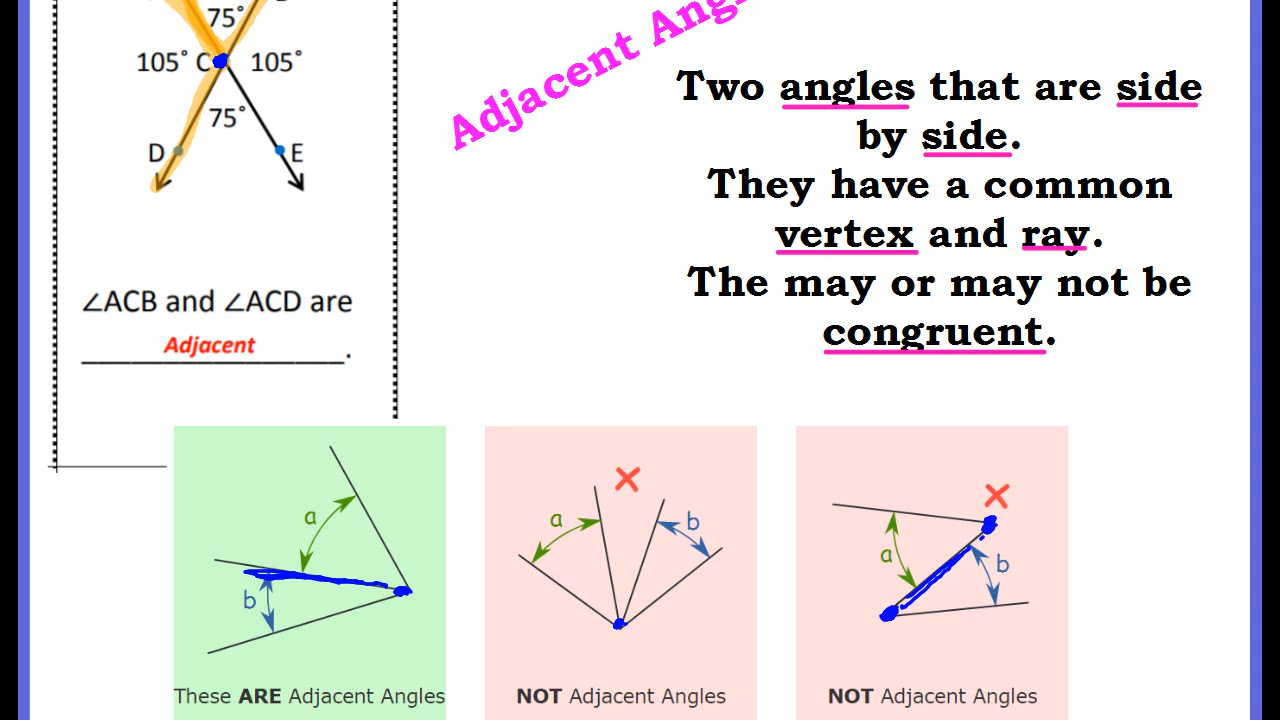 75°
105° C 105°
75°
D E
∠ACB and ∠ACD are
Adjacent
____________________.
Adjacent
Two angles that are side
by side.
They have a common
vertex and ray.
The may or may not be
congruent.
a
b
These ARE Adjacent Angles
a
b
NOT Adjacent Angles
a
b
NOT Adjacent Angles